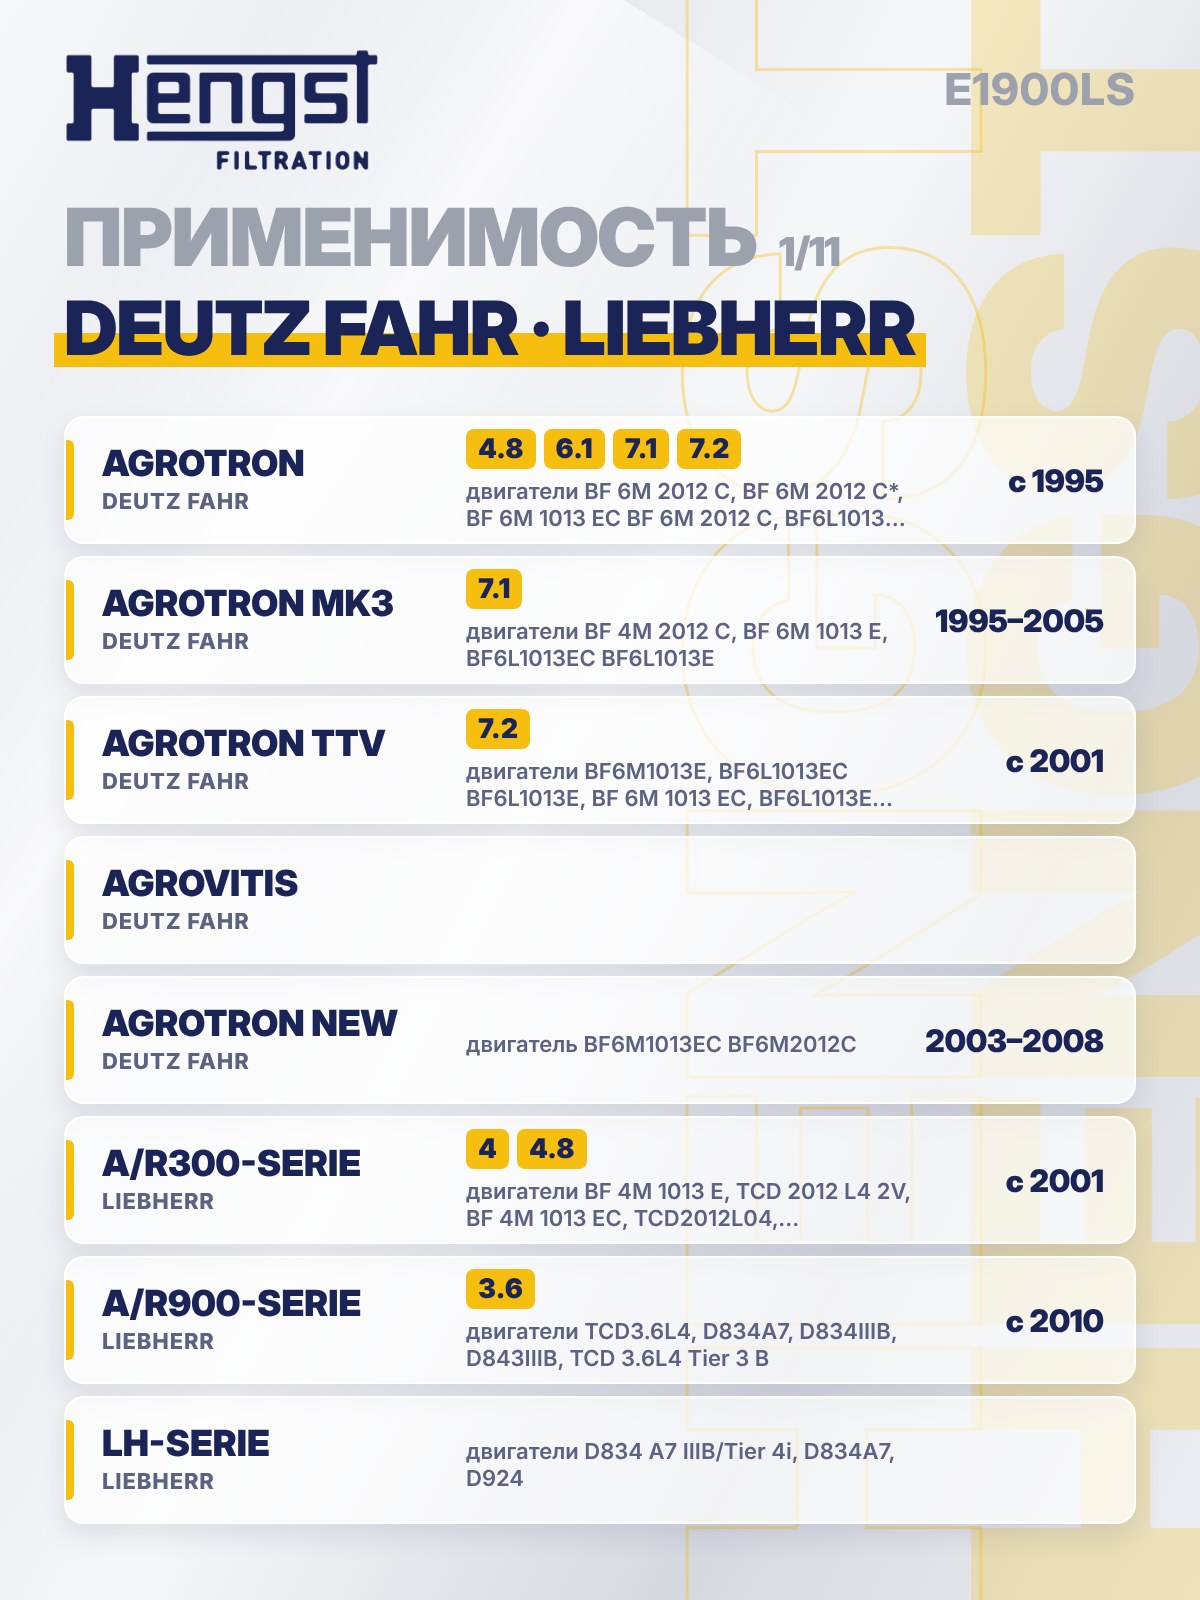 Hengst
FILTRATION
E1900LS
ПРИМЕНИМОСТЬ 1/11
DEUTZ FAHR · LIEBHERR
AGROTRON
DEUTZ FAHR
4.8 6.1 7.1 7.2
двигатели BF 6M 2012 C, BF 6M 2012 C*,
BF 6M 1013 EC BF 6M 2012 C, BF6L1013...
с 1995
AGROTRON MK3
DEUTZ FAHR
7.1
двигатели BF 4M 2012 C, BF 6M 1013 E,
BF6L1013EC BF6L1013E
1995–2005
AGROTRON TTV
DEUTZ FAHR
7.2
двигатели BF6M1013E, BF6L1013EC
BF6L1013E, BF 6M 1013 EC, BF6L1013E...
с 2001
AGROVITIS
DEUTZ FAHR
AGROTRON NEW
DEUTZ FAHR
двигатель BF6M1013EC BF6M2012C
2003–2008
A/R300-SERIE
LIEBHERR
4 4.8
двигатели BF 4M 1013 E, TCD 2012 L4 2V,
BF 4M 1013 EC, TCD2012L04,...
с 2001
A/R900-SERIE
LIEBHERR
3.6
двигатели TCD3.6L4, D834A7, D834IIIB,
D843IIIB, TCD 3.6L4 Tier 3 B
с 2010
LH-SERIE
LIEBHERR
двигатели D834 A7 IIIB/Tier 4i, D834A7,
D924
HENGST
HENGST